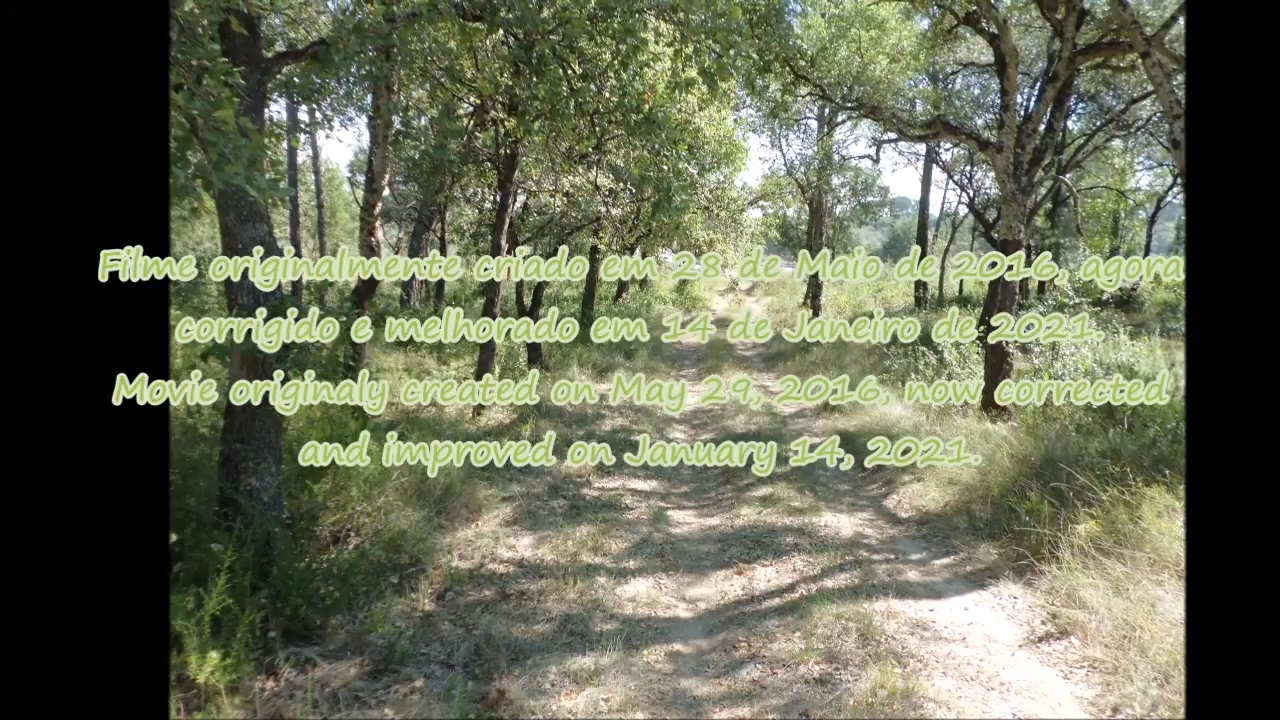 Filme originalmente criado em 28 de Maio de 2016, agora
corrigido e melhorado em 14 de Janeiro de 2021.
Movie originaly created on May 29, 2016, now corrected
and improved on January 14, 2021.